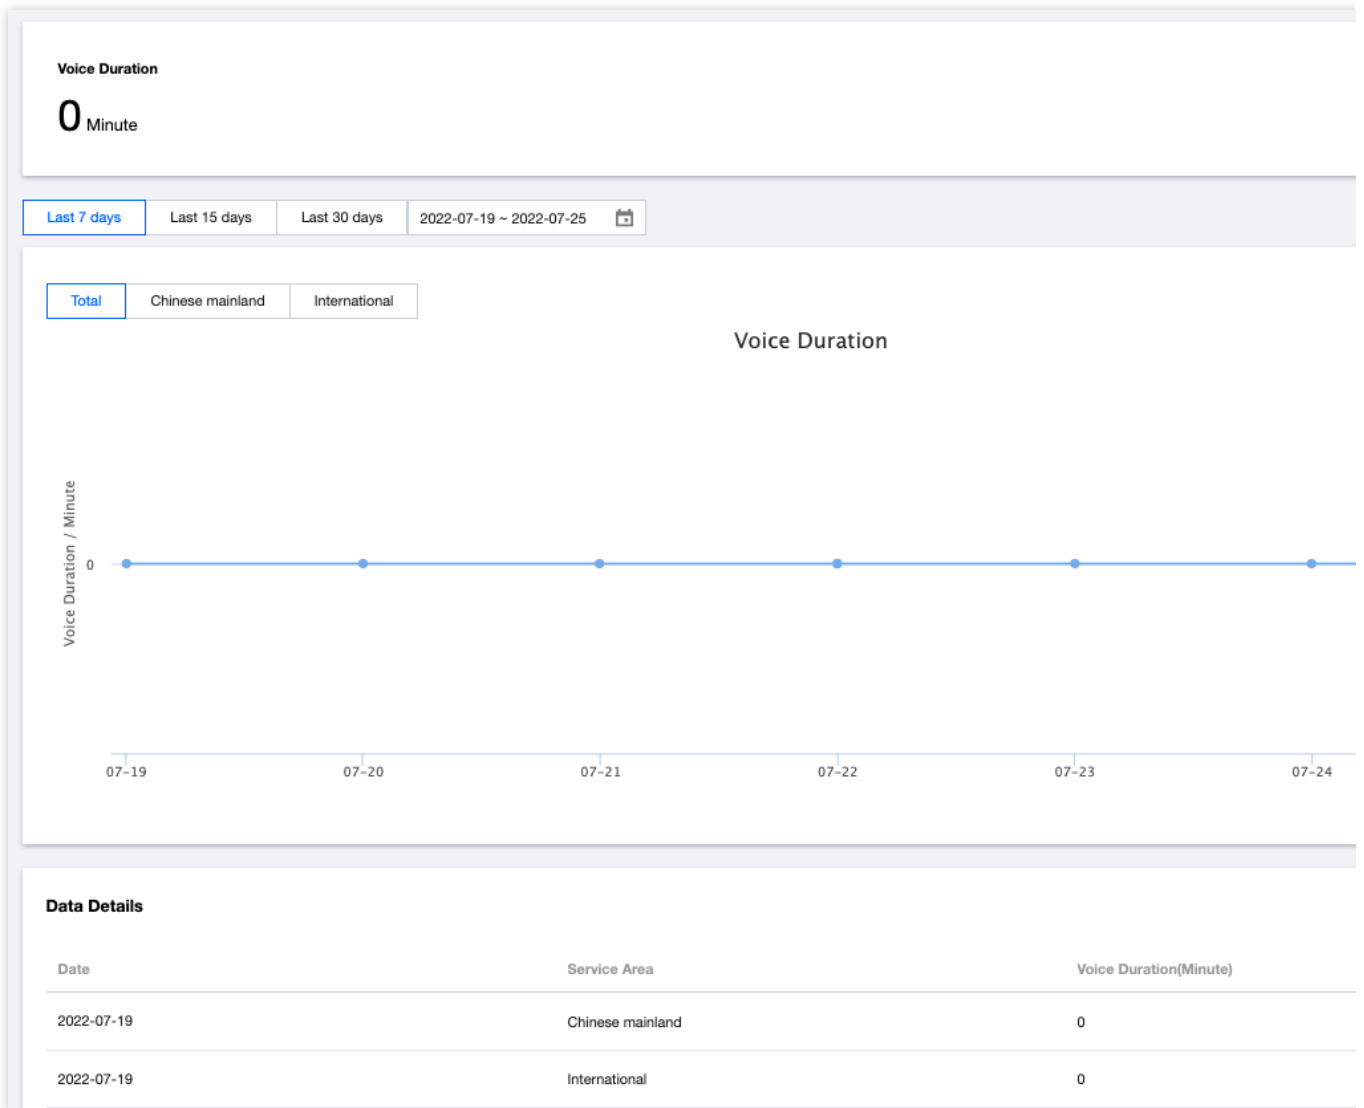 Voice Duration
0 Minute
Last 7 days Last 15 days Last 30 days 2022-07-19 ~ 2022-07-25
Total Chinese mainland International
Voice Duration
Voice Duration / Minute
0
07-19 07-20 07-21 07-22 07-23 07-24
Data Details
Date Service Area Voice Duration(Minute)
2022-07-19 Chinese mainland 0
2022-07-19 International 0